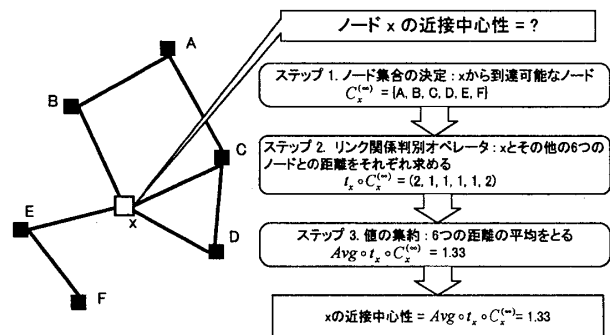 ノード x の近接中心性 = ?
A
B
C
D
E
F
x
ステップ 1. ノード集合の決定 : xから到達可能なノード
C_x^(∞) = {A, B, C, D, E, F}
ステップ 2. リンク関係判別オペレータ : xとその他の6つの
ノードとの距離をそれぞれ求める
t_x∘C_x^(∞) = (2, 1, 1, 1, 1, 2)
ステップ 3. 値の集約 : 6つの距離の平均をとる
Avg∘t_x∘C_x^(∞) = 1.33
xの近接中心性 = Avg∘t_x∘C_x^(∞) = 1.33